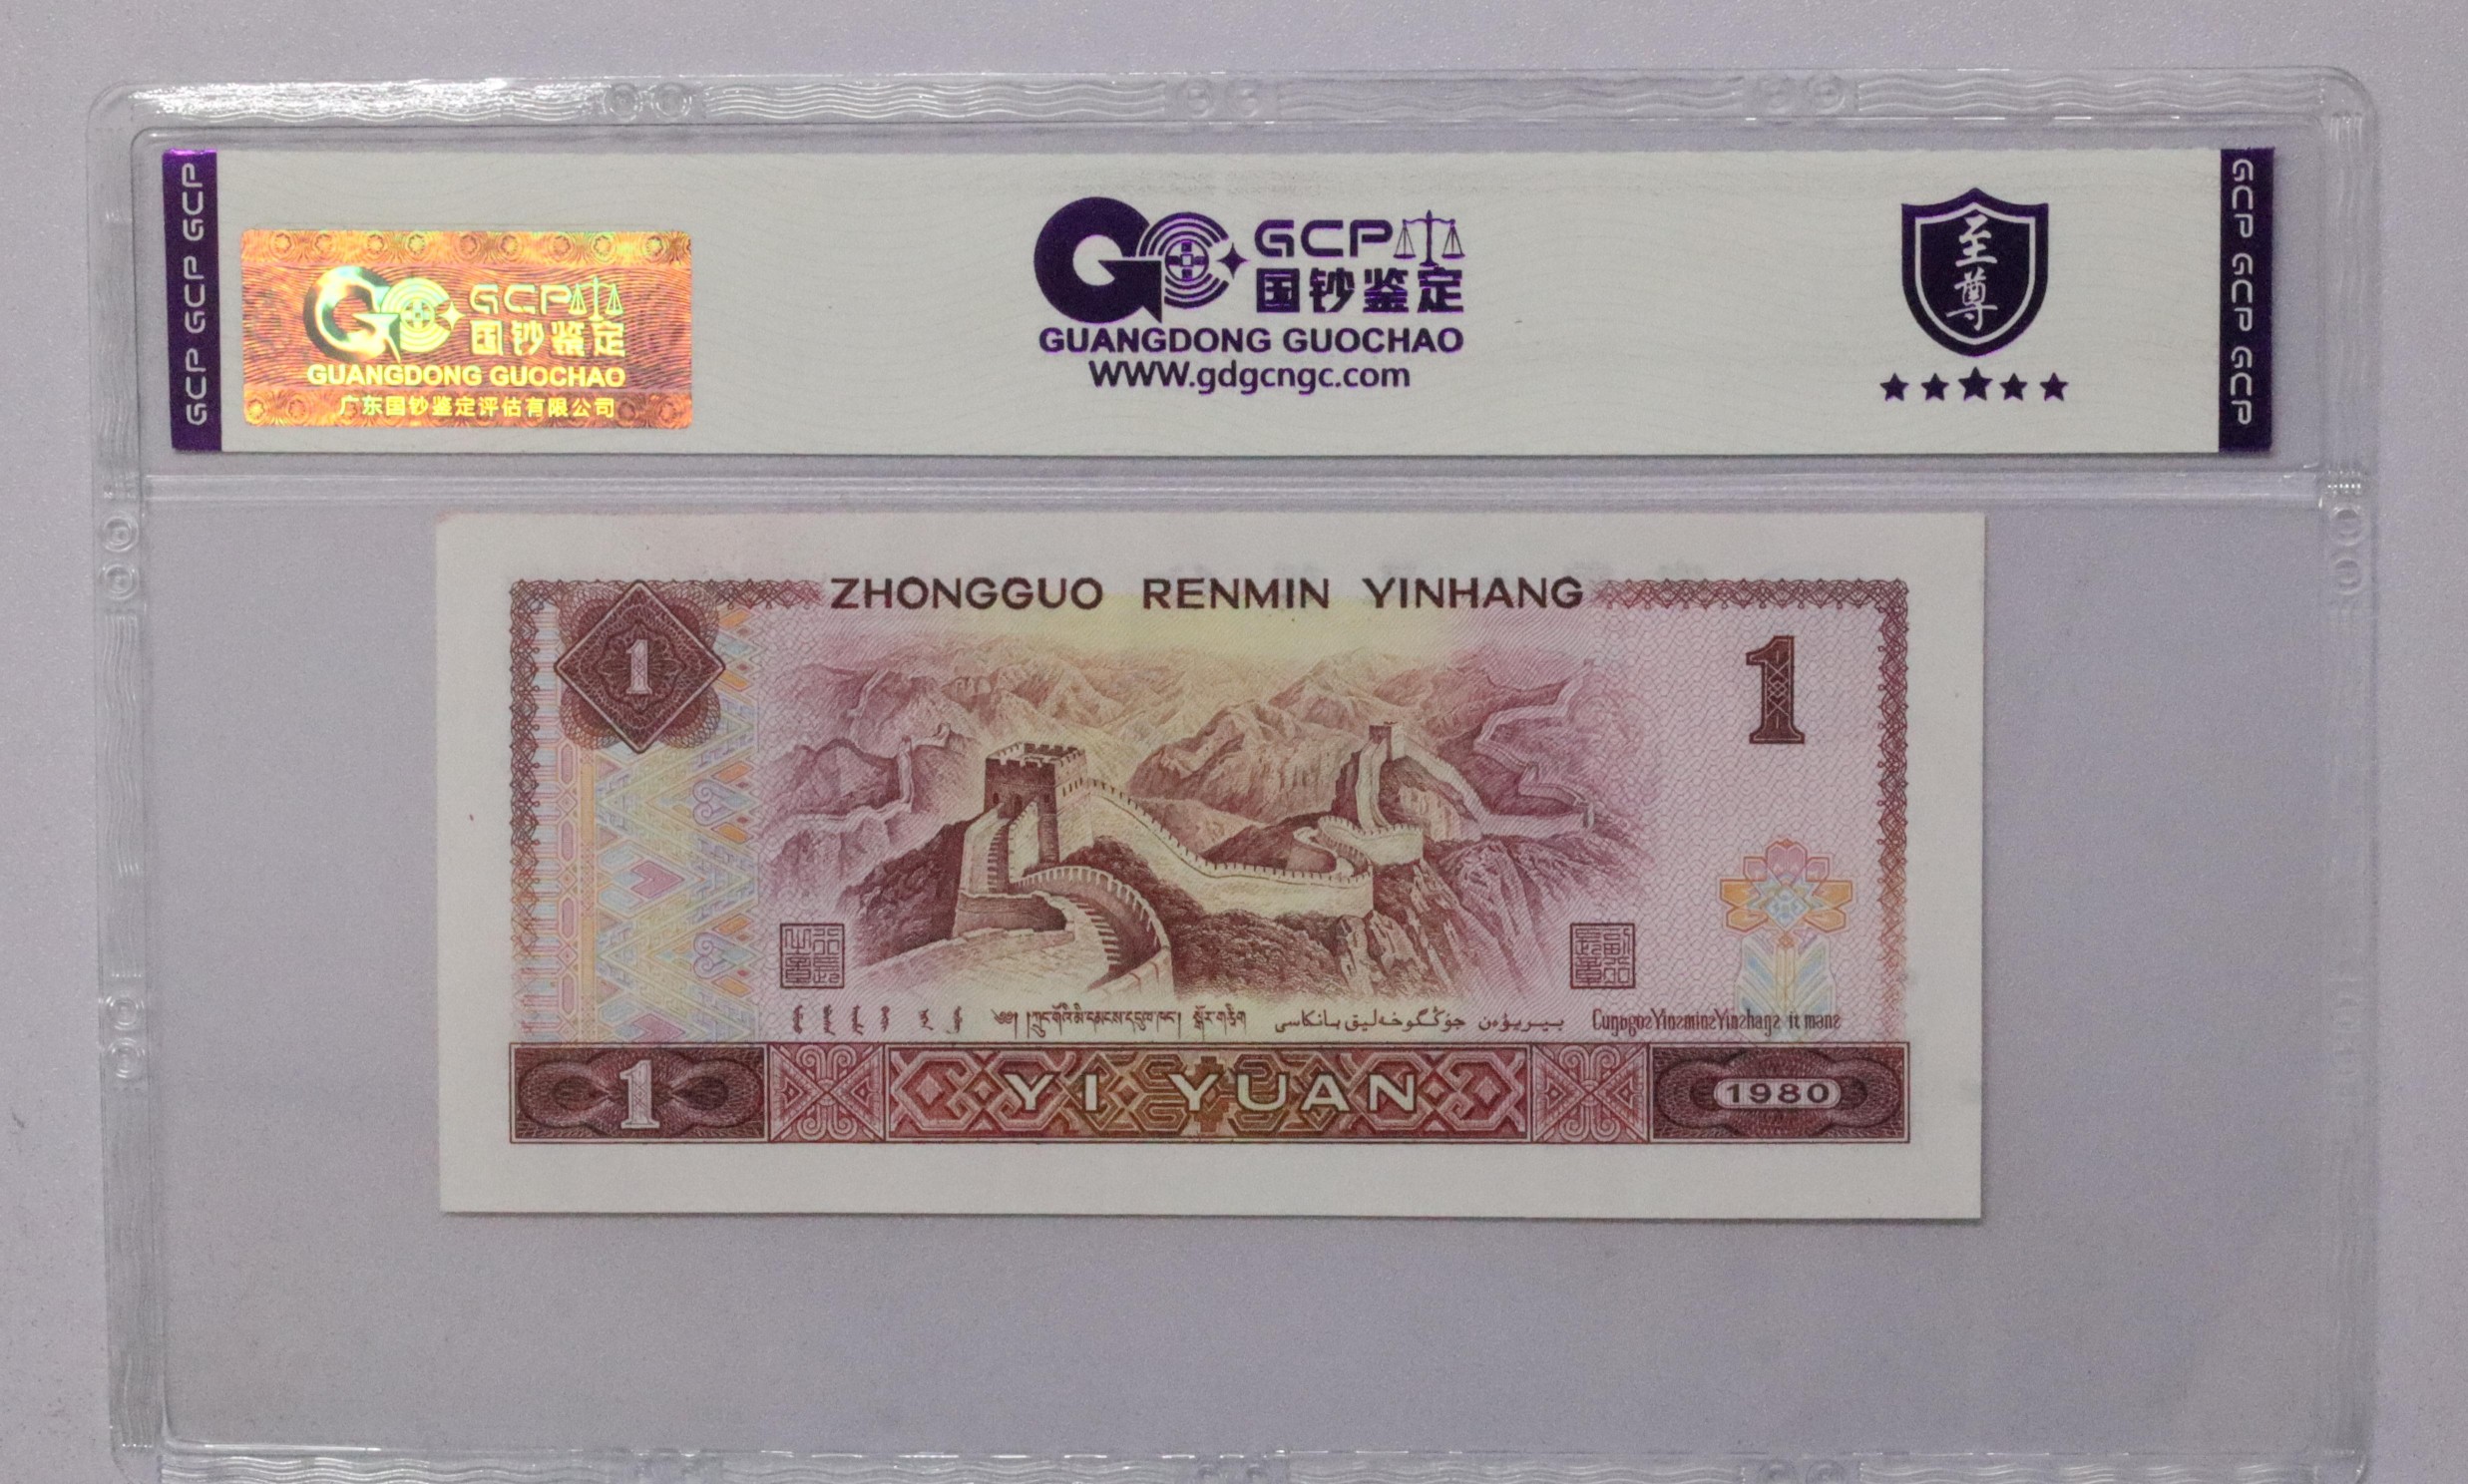 GCP GCP GCP
GCP
国钞鉴定
GUANGDONG GUOCHAO
广东国钞鉴定评估有限公司
GCP
国钞鉴定
GUANGDONG GUOCHAO
www.gdgcngc.com
至
尊
GCP GCP GCP
ZHONGGUO RENMIN YINHANG
1
1
1
YI YUAN
1980